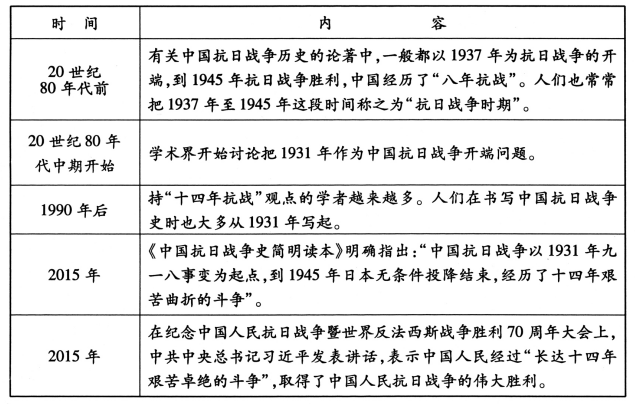 时 间
内 容
20 世纪
80 年代前
有关中国抗日战争历史的论著中，一般都以 1937 年为抗日战争的开
端，到 1945 年抗日战争胜利，中国经历了“八年抗战”。人们也常常
把 1937 年至 1945 年这段时间称之为“抗日战争时期”。
20 世纪 80 年
代中期开始
学术界开始讨论把 1931 年作为中国抗日战争开端问题。
1990 年后
持“十四年抗战”观点的学者越来越多。人们在书写中国抗日战争
史时也大多从 1931 年写起。
2015 年
《中国抗日战争史简明读本》明确指出：“中国抗日战争以 1931 年九
一八事变为起点，到 1945 年日本无条件投降结束，经历了十四年艰
苦曲折的斗争”。
2015 年
在纪念中国人民抗日战争暨世界反法西斯战争胜利 70 周年大会上，
中共中央总书记习近平发表讲话，表示中国人民经过“长达十四年
艰苦卓绝的斗争”，取得了中国人民抗日战争的伟大胜利。